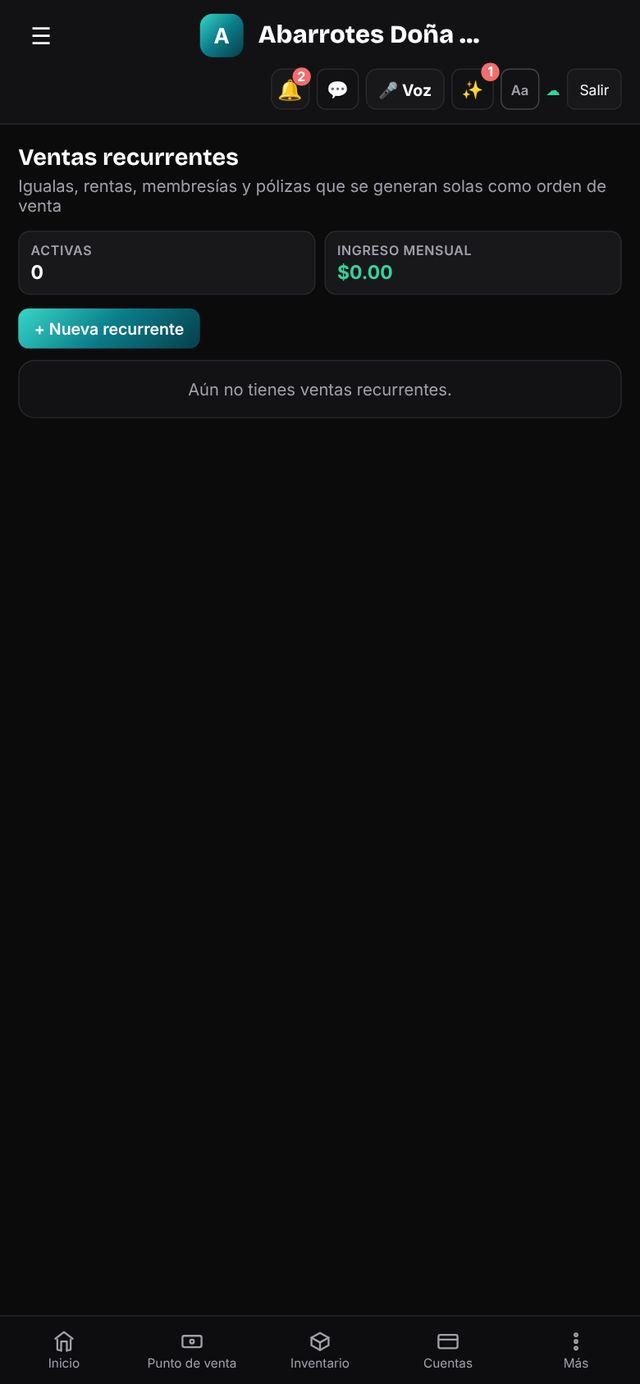 ☰
A
Abarrotes Doña ...
🔔 2
💬
🎤 Voz
✨ 1
Aa
☁
Salir
Ventas recurrentes
Igualas, rentas, membresías y pólizas que se generan solas como orden de
venta
ACTIVAS
0
INGRESO MENSUAL
$0.00
+ Nueva recurrente
Aún no tienes ventas recurrentes.
Inicio
Punto de venta
Inventario
Cuentas
Más